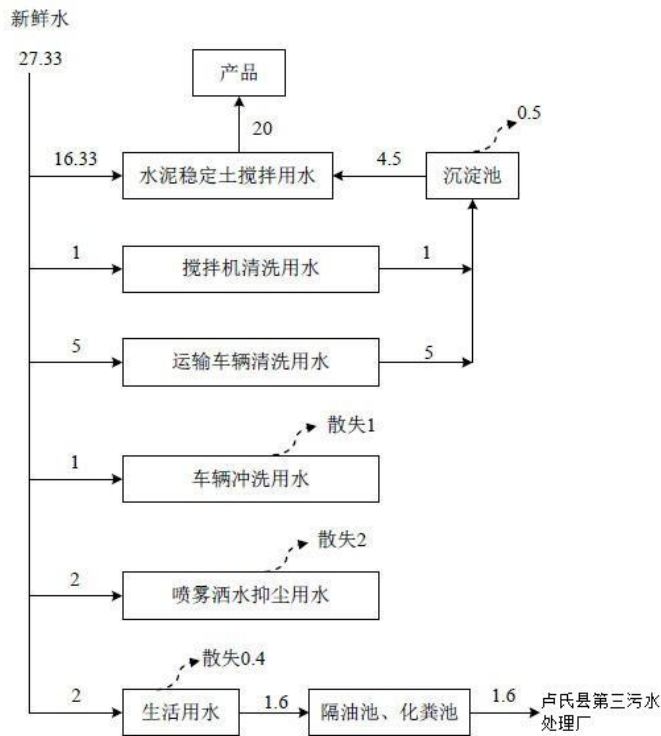 新鲜水
27.33
产品
20
0.5
16.33
水泥稳定土搅拌用水
4.5
沉淀池
1
搅拌机清洗用水
1
5
运输车辆清洗用水
5
散失1
1
车辆冲洗用水
散失2
2
喷雾洒水抑尘用水
散失0.4
2
生活用水
1.6
隔油池、化粪池
1.6
卢氏县第三污水
处理厂